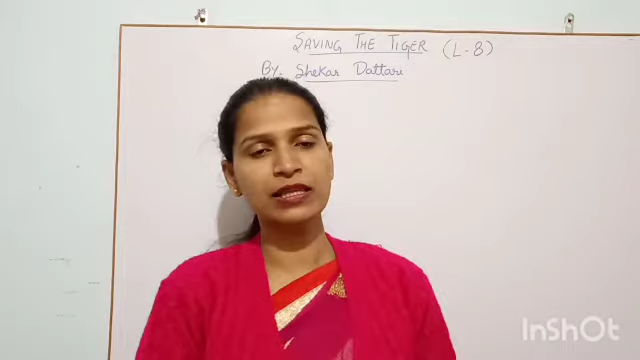 SAVING THE TIGER (L-8)
By. Shekar Dattari
InShOt